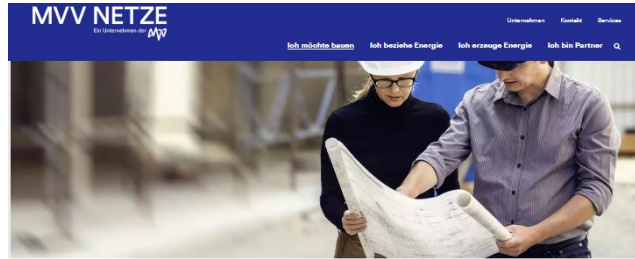 MVV NETZE
Ein Unternehmen der MVV
Unternehmen Kontakt Services
Ich möchte bauen Ich beziehe Energie Ich erzeuge Energie Ich bin Partner